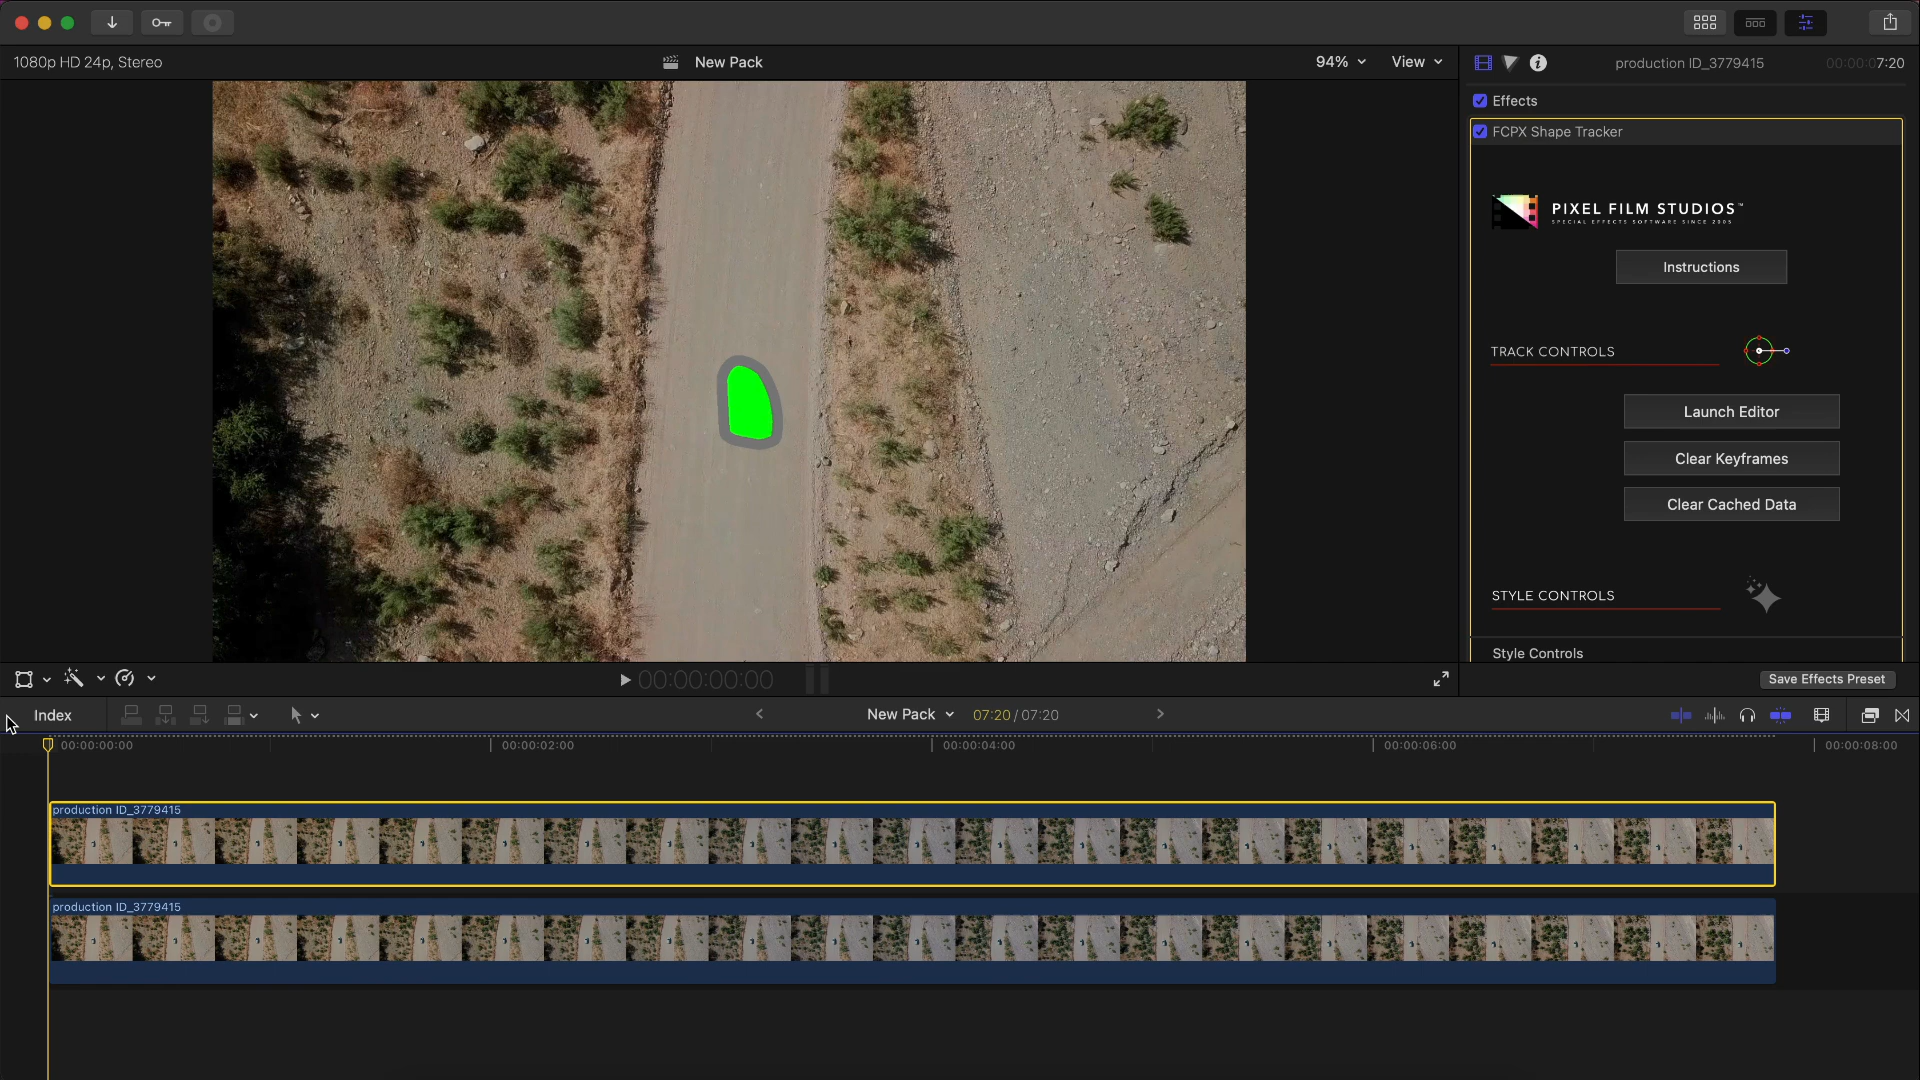 1080p HD 24p, Stereo
New Pack
94%
View
production ID_3779415
00:00:07:20
Effects
FCPX Shape Tracker
PIXEL FILM STUDIOS™
SPECIAL EFFECTS SOFTWARE SINCE 2005
Instructions
TRACK CONTROLS
Launch Editor
Clear Keyframes
Clear Cached Data
STYLE CONTROLS
Style Controls
00:00:00:00
Save Effects Preset
Index
New Pack
07:20 / 07:20
00:00:00:00
00:00:02:00
00:00:04:00
00:00:06:00
00:00:08:00
production ID_3779415
production ID_3779415